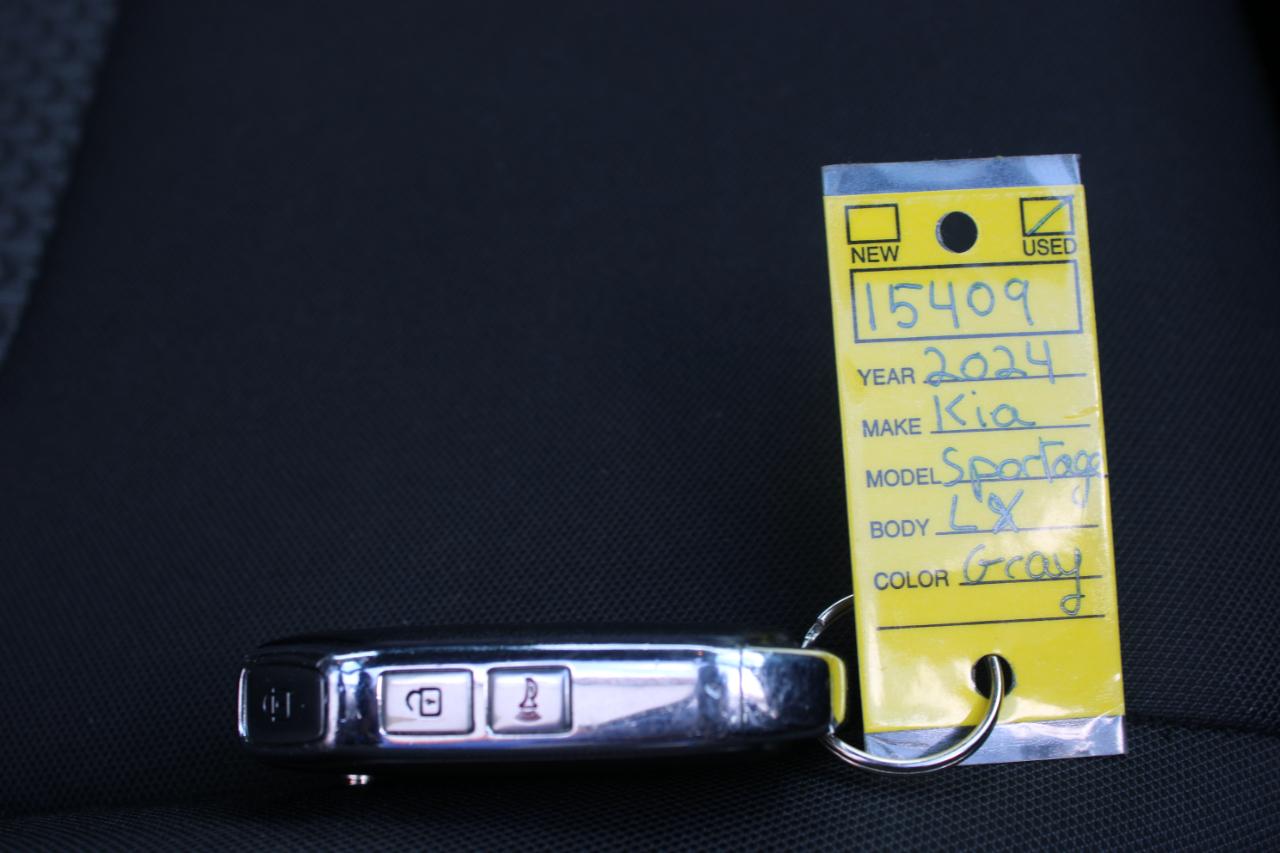 NEW USED
15409
YEAR 2024
MAKE Kia
MODEL Sportage
BODY LX
COLOR Gray